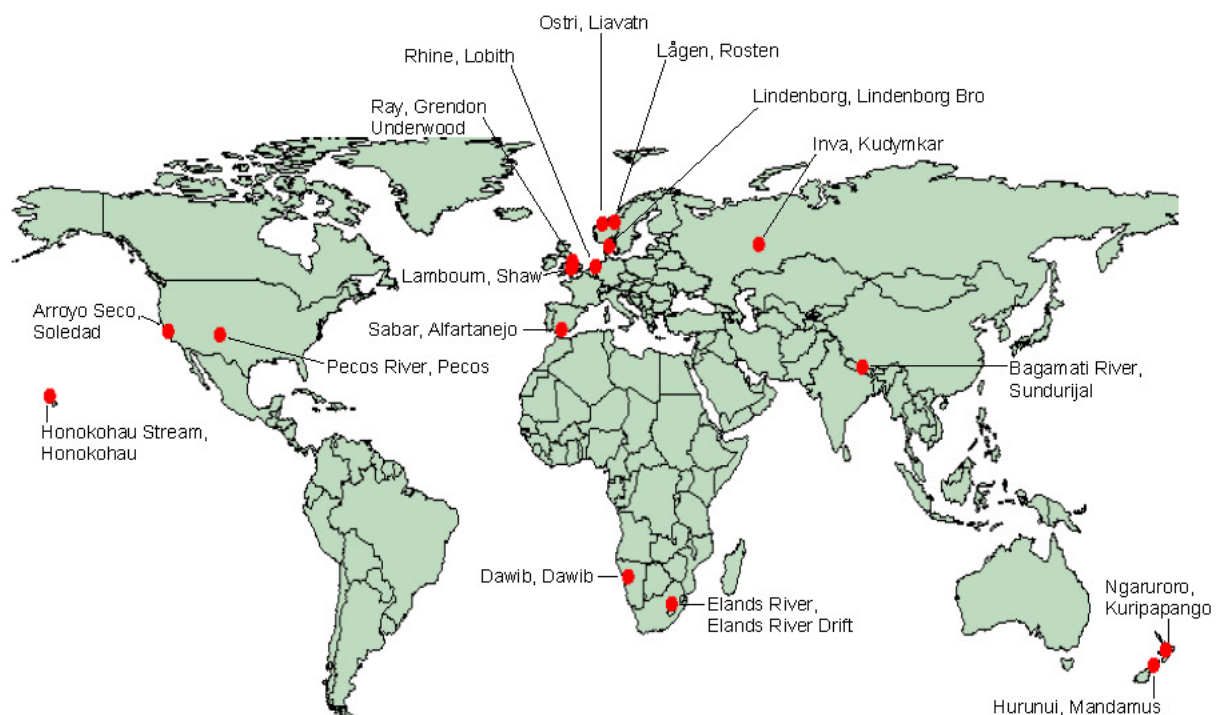 Ostri, Liavatn
Rhine, Lobith
Lågen, Rosten
Lindenborg, Lindenborg Bro
Ray, Grendon
Underwood
Inva, Kudymkar
Lambourn, Shaw
Arroyo Seco,
Soledad
Sabar, Alfartanejo
Pecos River, Pecos
Bagamati River,
Sundurijal
Honokohau Stream,
Honokohau
Dawib, Dawib
Elands River,
Elands River Drift
Ngaruroro,
Kuripapango
Hurunui, Mandamus